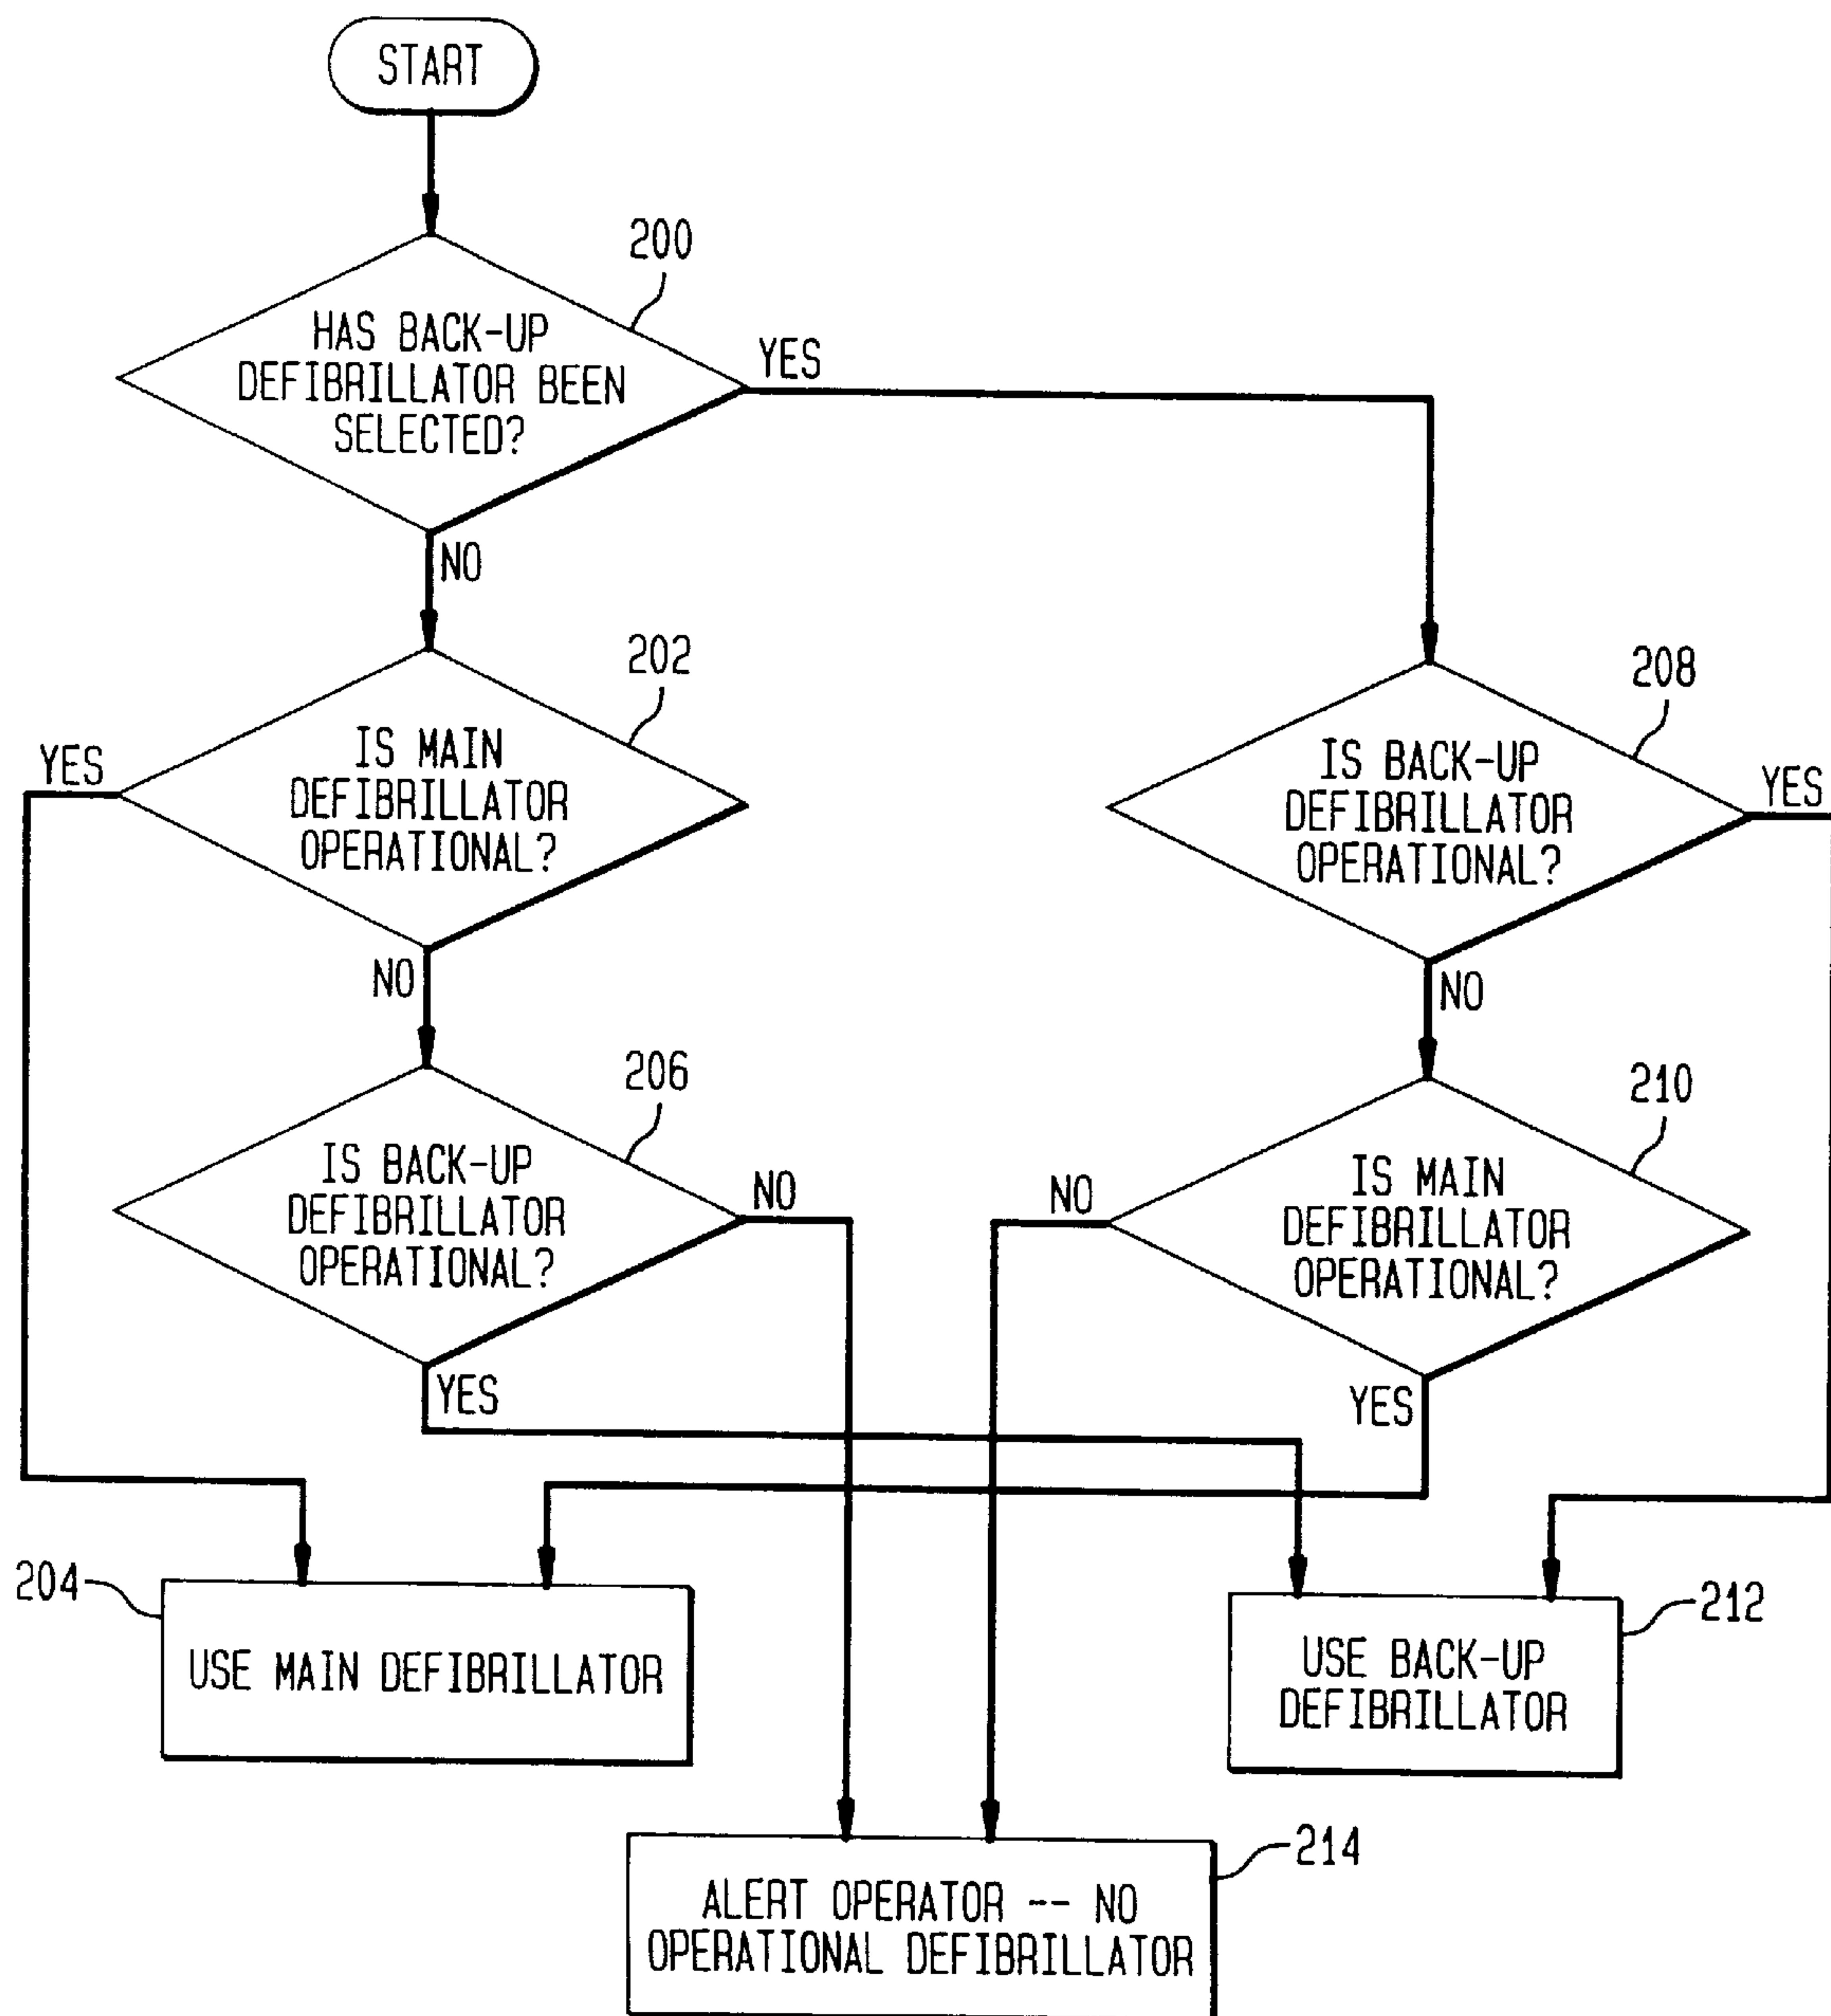 START
200
HAS BACK-UP
DEFIBRILLATOR BEEN
SELECTED?
YES
NO
202
IS MAIN
DEFIBRILLATOR
OPERATIONAL?
YES
NO
208
IS BACK-UP
DEFIBRILLATOR
OPERATIONAL?
YES
NO
206
IS BACK-UP
DEFIBRILLATOR
OPERATIONAL?
NO
YES
210
IS MAIN
DEFIBRILLATOR
OPERATIONAL?
NO
YES
204
USE MAIN DEFIBRILLATOR
212
USE BACK-UP
DEFIBRILLATOR
214
ALERT OPERATOR -- NO
OPERATIONAL DEFIBRILLATOR